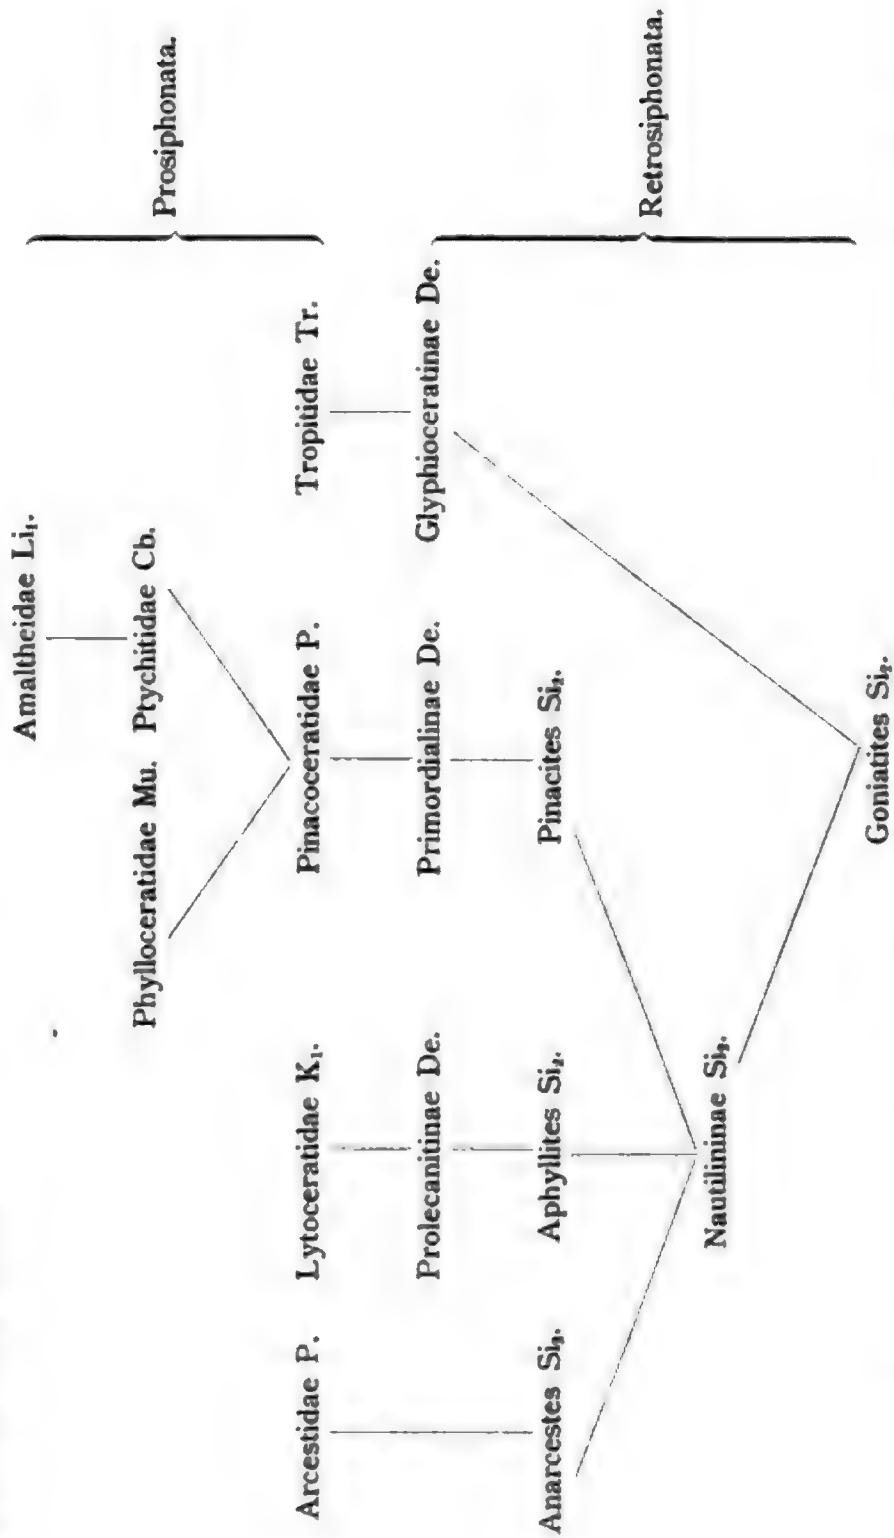 Amaltheidae Li₁.
Phylloceratidae Mu. Ptychitidae Cb.
Prosiphonata.
Arcestidae P. Lytoceratidae K₁. Pinacoceratidae P. Tropitidae Tr.
Prolecanitinae De. Primordialinae De. Glyphioceratinae De.
Anarcestes Si₃. Aphyllites Si₂. Pinacites Si₂.
Retrosiphonata.
Nautilininae Si₂.
Goniatites Si₂.